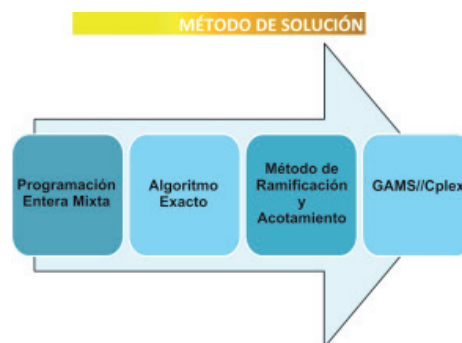 MÉTODO DE SOLUCIÓN
Programación
Entera Mixta
Algoritmo
Exacto
Método de
Ramificación
y
Acotamiento
GAMS//Cplex